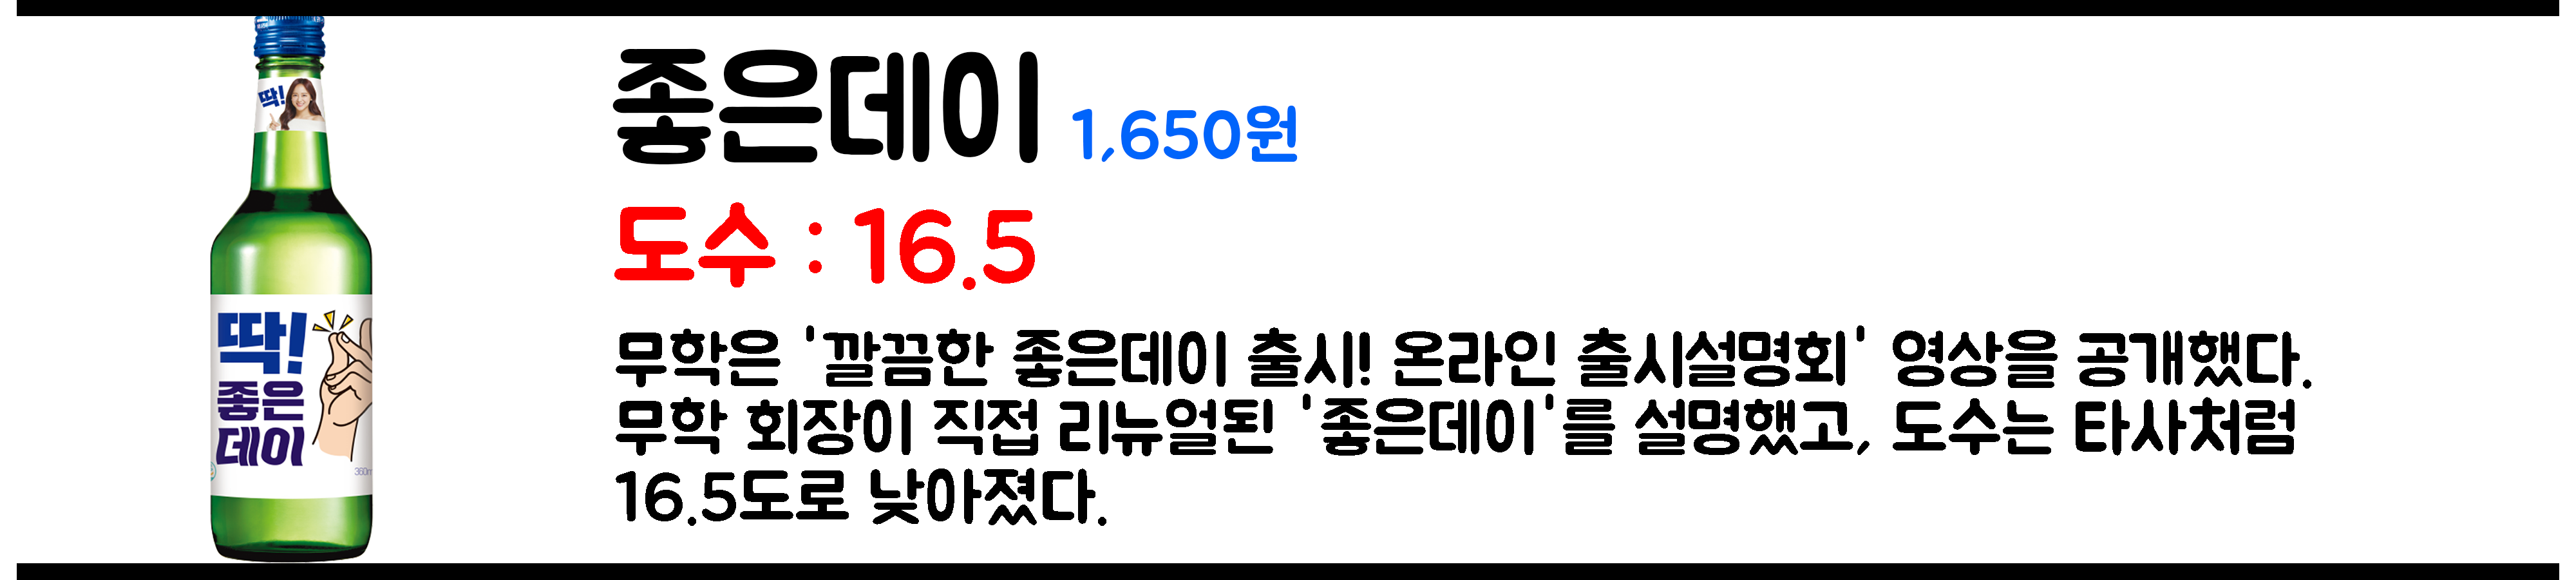 딱!
딱!
좋은
데이
좋은데이 1,650원
도수 : 16.5
무학은 '깔끔한 좋은데이 출시! 온라인 출시설명회' 영상을 공개했다.
무학 회장이 직접 리뉴얼된 '좋은데이'를 설명했고, 도수는 타사처럼
16.5도로 낮아졌다.